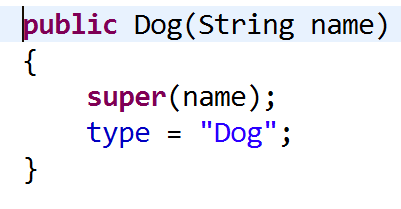 public Dog(String name)
{
    super(name);
    type = "Dog";
}